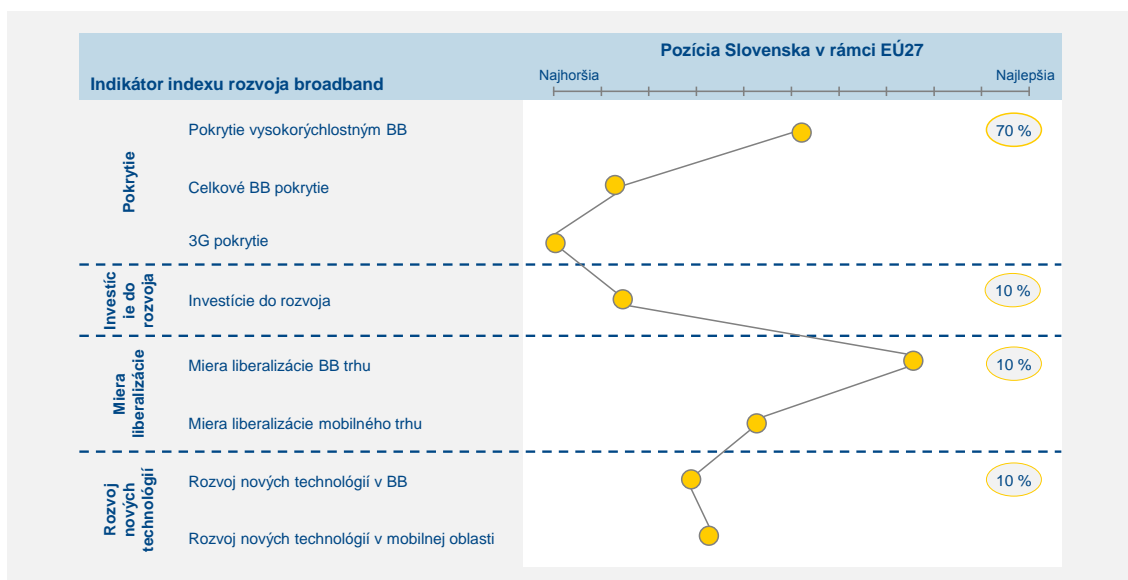 Pozícia Slovenska v rámci EÚ27
Indikátor indexu rozvoja broadband
Najhoršia
Najlepšia
Pokrytie
Pokrytie vysokorýchlostným BB
70 %
Celkové BB pokrytie
3G pokrytie
Investíc
ie do
rozvoja
Investície do rozvoja
10 %
Miera
liberalizácie
Miera liberalizácie BB trhu
10 %
Miera liberalizácie mobilného trhu
Rozvoj
nových
technológií
Rozvoj nových technológií v BB
10 %
Rozvoj nových technológií v mobilnej oblasti